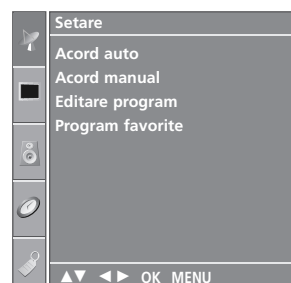 Setare
Acord auto
Acord manual
Editare program
Program favorite
▲▼ ◄► OK MENU